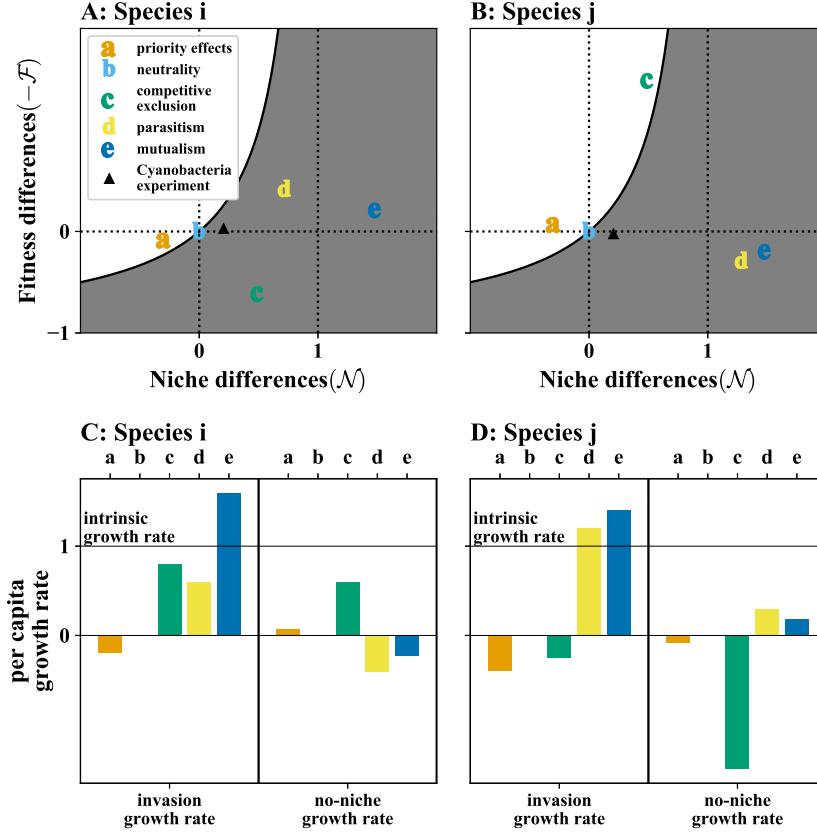 A: Species i
B: Species j
a priority effects
b neutrality
c competitive
exclusion
d parasitism
e mutualism
Cyanobacteria
experiment
Fitness differences(−ℱ)
0
−1
a
b
c
d
e
a
b
c
d
e
0
1
0
1
Niche differences(𝒩)
Niche differences(𝒩)
C: Species i
D: Species j
a b c d e a b c d e
a b c d e a b c d e
intrinsic
growth rate
intrinsic
growth rate
per capita
growth rate
1
0
invasion
growth rate
no-niche
growth rate
invasion
growth rate
no-niche
growth rate